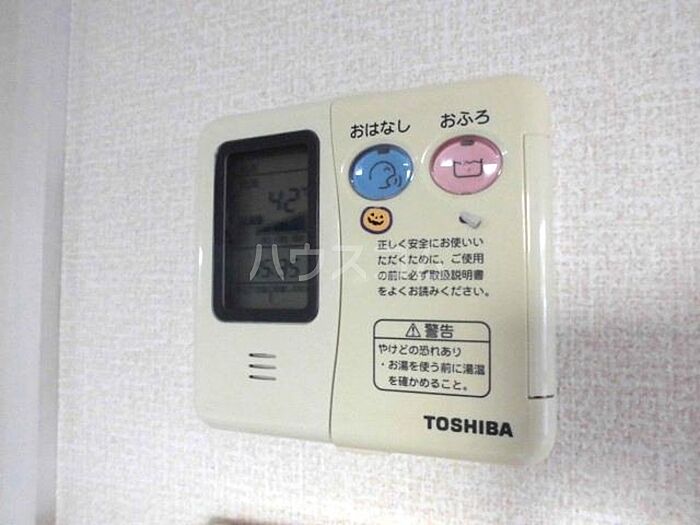 おはなし おふろ
42℃
正しく安全にお使いい
ただくために、ご使用
の前に必ず取扱説明書
をよくお読みください。
⚠警告
やけどの恐れあり
・お湯を使う前に湯温
を確かめること。
TOSHIBA